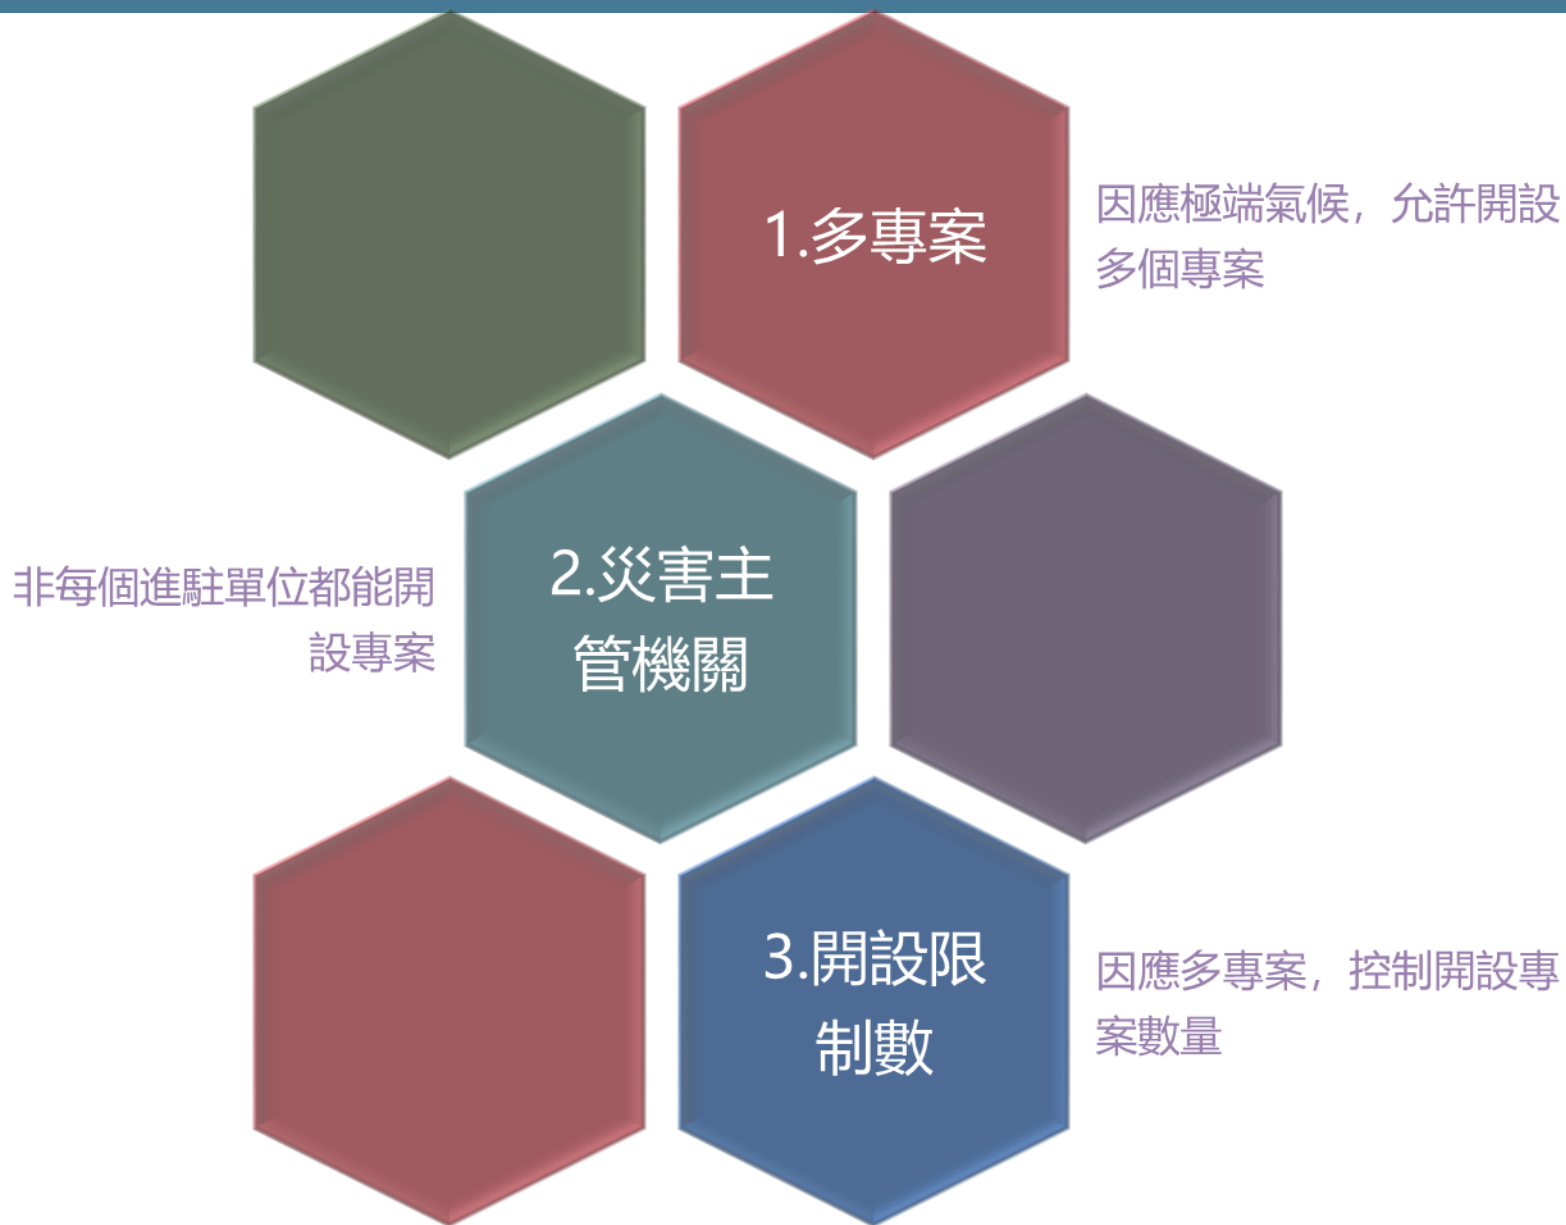 1.多專案
因應極端氣候，允許開設
多個專案
2.災害主
管機關
非每個進駐單位都能開
設專案
3.開設限
制數
因應多專案，控制開設專
案數量